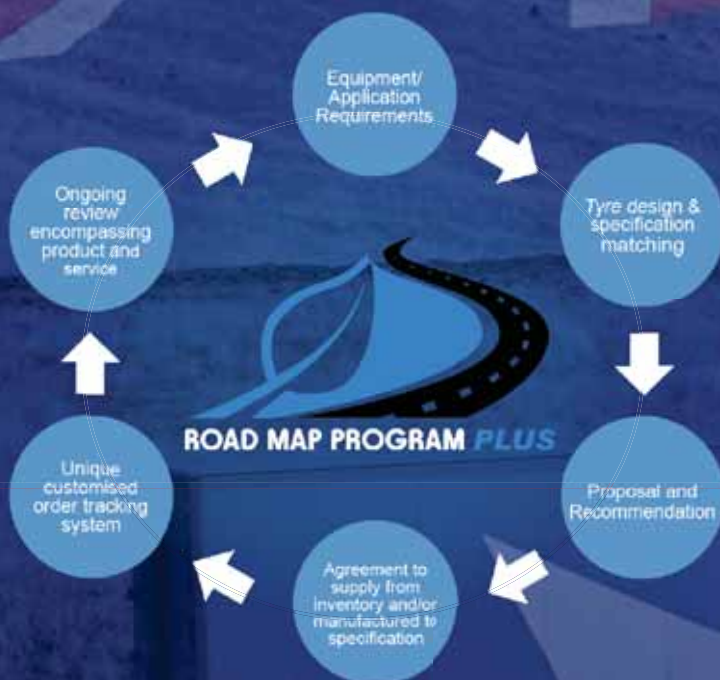 Equipment/
Application
Requirements
Tyre design &
specification
matching
Proposal and
Recommendation
Agreement to
supply from
inventory and/or
manufactured to
specification
Unique
customised
order tracking
system
Ongoing
review
encompassing
product and
service
ROAD MAP PROGRAM PLUS